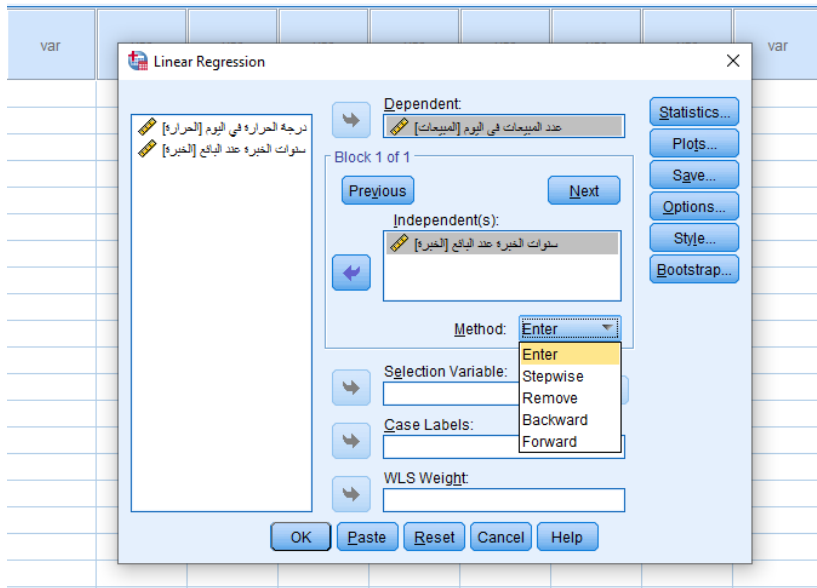 var
var
Linear Regression
درجة الحرارة في اليوم [الحرارة]
سنوات الخبرة عند البائع [الخبرة]
Dependent:
عدد المبيعات في اليوم [المبيعات]
Block 1 of 1
Previous
Next
Independent(s):
سنوات الخبرة عند البائع [الخبرة]
Method:
Enter
Enter
Stepwise
Remove
Backward
Forward
Selection Variable:
Case Labels:
WLS Weight:
Statistics...
Plots...
Save...
Options...
Style...
Bootstrap...
OK
Paste
Reset
Cancel
Help